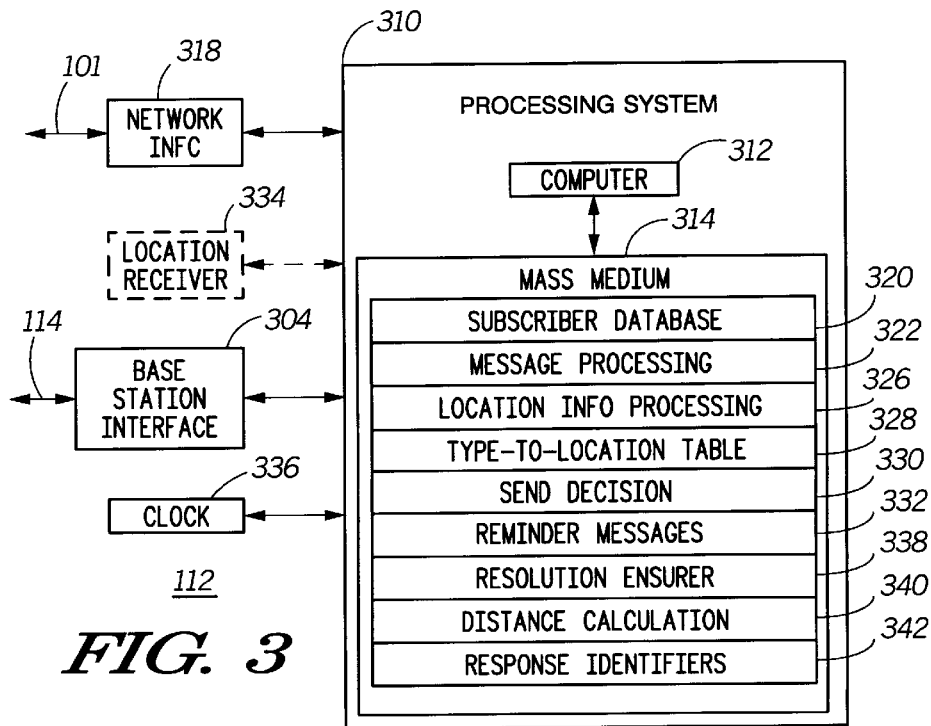 310
318
101
NETWORK
INFC
PROCESSING SYSTEM
312
COMPUTER
334
LOCATION
RECEIVER
314
MASS MEDIUM
320
SUBSCRIBER DATABASE
114
304
BASE
STATION
INTERFACE
322
MESSAGE PROCESSING
326
LOCATION INFO PROCESSING
328
TYPE-TO-LOCATION TABLE
336
CLOCK
330
SEND DECISION
332
REMINDER MESSAGES
112
338
RESOLUTION ENSURER
340
DISTANCE CALCULATION
342
RESPONSE IDENTIFIERS
FIG. 3